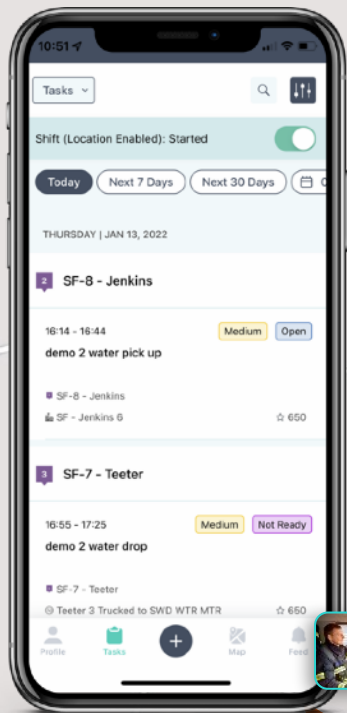 10:51
Tasks
Shift (Location Enabled): Started
Today Next 7 Days Next 30 Days
THURSDAY | JAN 13, 2022
2 SF-8 - Jenkins
16:14 - 16:44 Medium Open
demo 2 water pick up
SF-8 - Jenkins
SF - Jenkins 6 650
3 SF-7 - Teeter
16:55 - 17:25 Medium Not Ready
demo 2 water drop
SF-7 - Teeter
Teeter 3 Trucked to SWD WTR MTR 650
Profile Tasks Map Feed